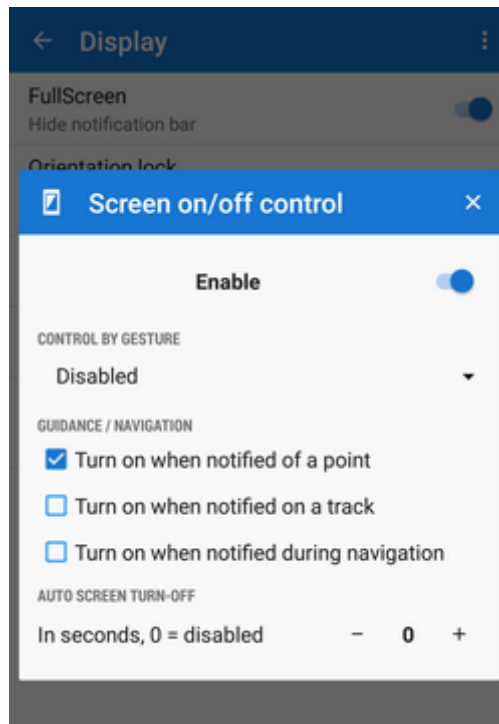 Display
FullScreen
Hide notification bar
Orientation lock
Screen on/off control
Enable
CONTROL BY GESTURE
Disabled
GUIDANCE / NAVIGATION
Turn on when notified of a point
Turn on when notified on a track
Turn on when notified during navigation
AUTO SCREEN TURN-OFF
In seconds, 0 = disabled - 0 +